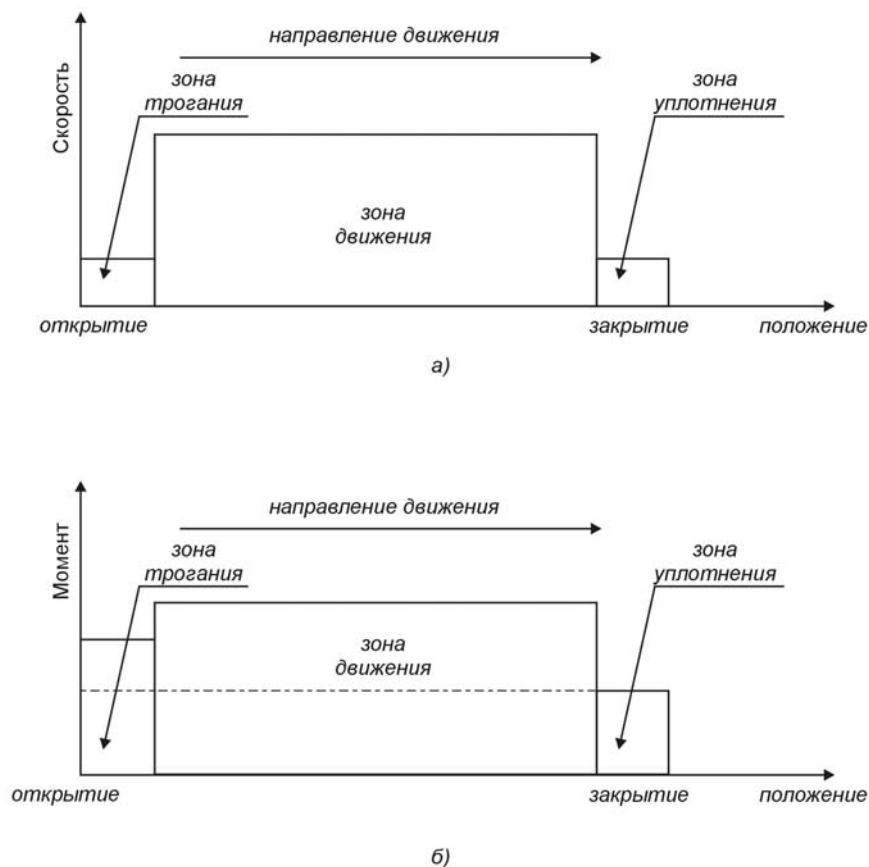 направление движения
зона
трогания
зона
уплотнения
Скорость
зона
движения
открытие
закрытие
положение
а)
направление движения
зона
трогания
зона
уплотнения
Момент
зона
движения
открытие
закрытие
положение
б)